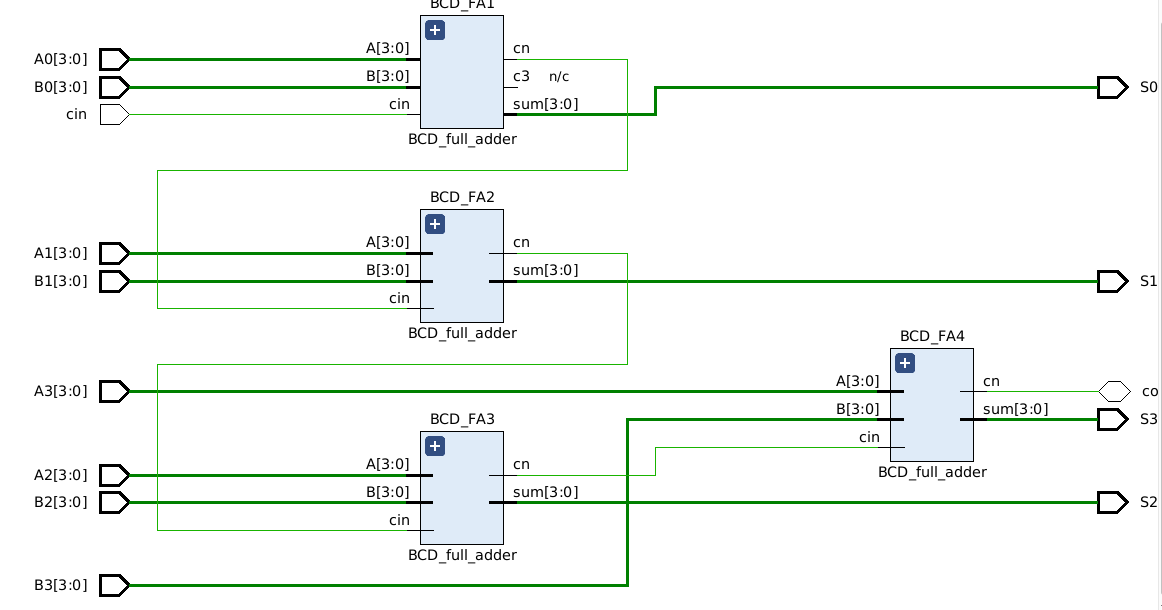 BCD_FA1
A0[3:0]
A[3:0]
cn
B0[3:0]
B[3:0]
c3 n/c
S0
cin
cin
sum[3:0]
BCD_full_adder
BCD_FA2
A1[3:0]
A[3:0]
cn
B1[3:0]
B[3:0]
sum[3:0]
S1
cin
BCD_full_adder
BCD_FA4
A3[3:0]
A[3:0]
cn
co
B[3:0]
sum[3:0]
S3
cin
BCD_full_adder
BCD_FA3
A2[3:0]
A[3:0]
cn
B2[3:0]
B[3:0]
sum[3:0]
S2
cin
BCD_full_adder
B3[3:0]